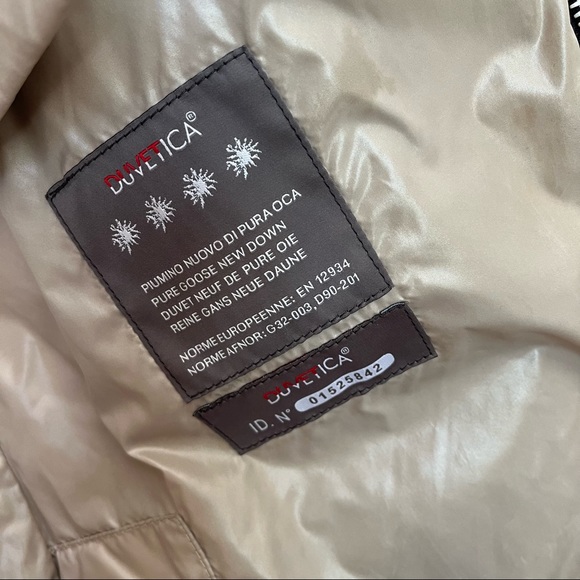 DUVETICA®
PIUMINO NUOVO DI PURA OCA
PURE GOOSE NEW DOWN
DUVET NEUF DE PURE OIE
REINE GANS NEUE DAUNE
NORME EUROPEENNE: EN 12934
NORME AFNOR: G32-003, D90-201
DUVETICA®
ID. N° 01525842